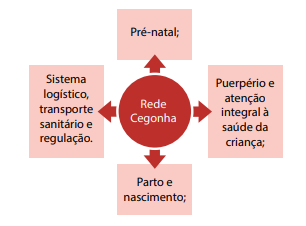 Pré-natal;
Sistema
logístico,
transporte
sanitário e
regulação.
Rede
Cegonha
Puerpério e
atenção
integral à
saúde da
criança;
Parto e
nascimento;